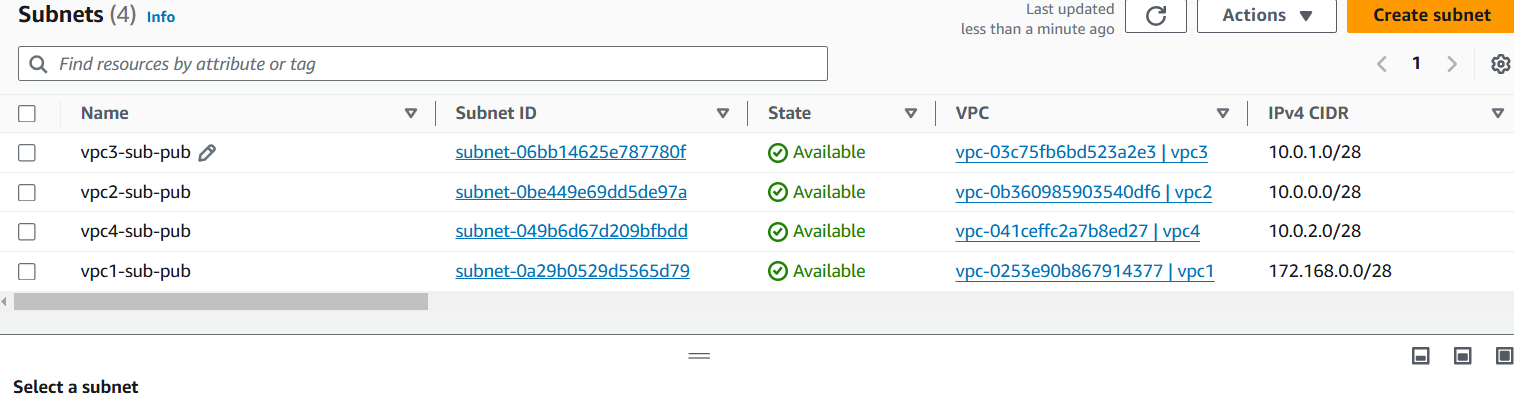 Subnets (4) Info
Last updated
less than a minute ago
Actions
Create subnet
Find resources by attribute or tag
1
Name Subnet ID State VPC IPv4 CIDR
vpc3-sub-pub subnet-06bb14625e787780f Available vpc-03c75fb6bd523a2e3 | vpc3 10.0.1.0/28
vpc2-sub-pub subnet-0be449e69dd5de97a Available vpc-0b360985903540df6 | vpc2 10.0.0.0/28
vpc4-sub-pub subnet-049b6d67d209bfbdd Available vpc-041ceffc2a7b8ed27 | vpc4 10.0.2.0/28
vpc1-sub-pub subnet-0a29b0529d5565d79 Available vpc-0253e90b867914377 | vpc1 172.168.0.0/28
Select a subnet